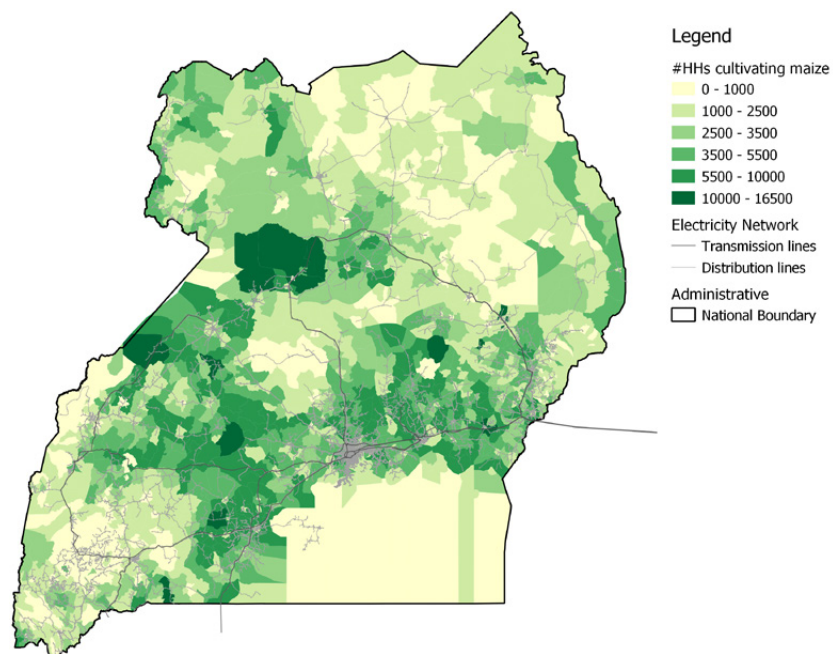 Legend
#HHs cultivating maize
0 - 1000
1000 - 2500
2500 - 3500
3500 - 5500
5500 - 10000
10000 - 16500
Electricity Network
Transmission lines
Distribution lines
Administrative
National Boundary